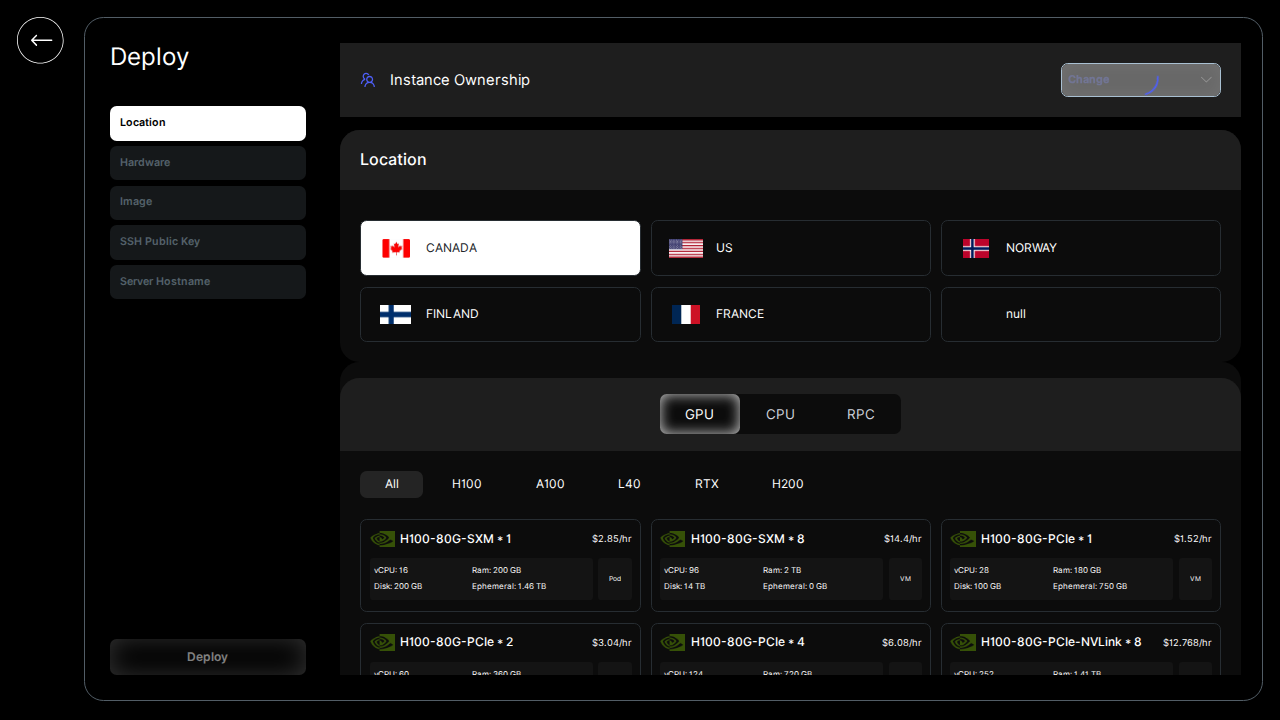 Deploy
Location
Hardware
Image
SSH Public Key
Server Hostname
Deploy
Instance Ownership
Change
Location
CANADA
US
NORWAY
FINLAND
FRANCE
null
GPU
CPU
RPC
All
H100
A100
L40
RTX
H200
H100-80G-SXM * 1
$2.85/hr
vCPU: 16
Ram: 200 GB
Disk: 200 GB
Ephemeral: 1.46 TB
Pod
H100-80G-SXM * 8
$14.4/hr
vCPU: 96
Ram: 2 TB
Disk: 14 TB
Ephemeral: 0 GB
VM
H100-80G-PCIe * 1
$1.52/hr
vCPU: 28
Ram: 180 GB
Disk: 100 GB
Ephemeral: 750 GB
VM
H100-80G-PCIe * 2
$3.04/hr
vCPU: 60
Ram: 360 GB
H100-80G-PCIe * 4
$6.08/hr
vCPU: 124
Ram: 720 GB
H100-80G-PCIe-NVLink * 8
$12.768/hr
vCPU: 252
Ram: 1.41 TB